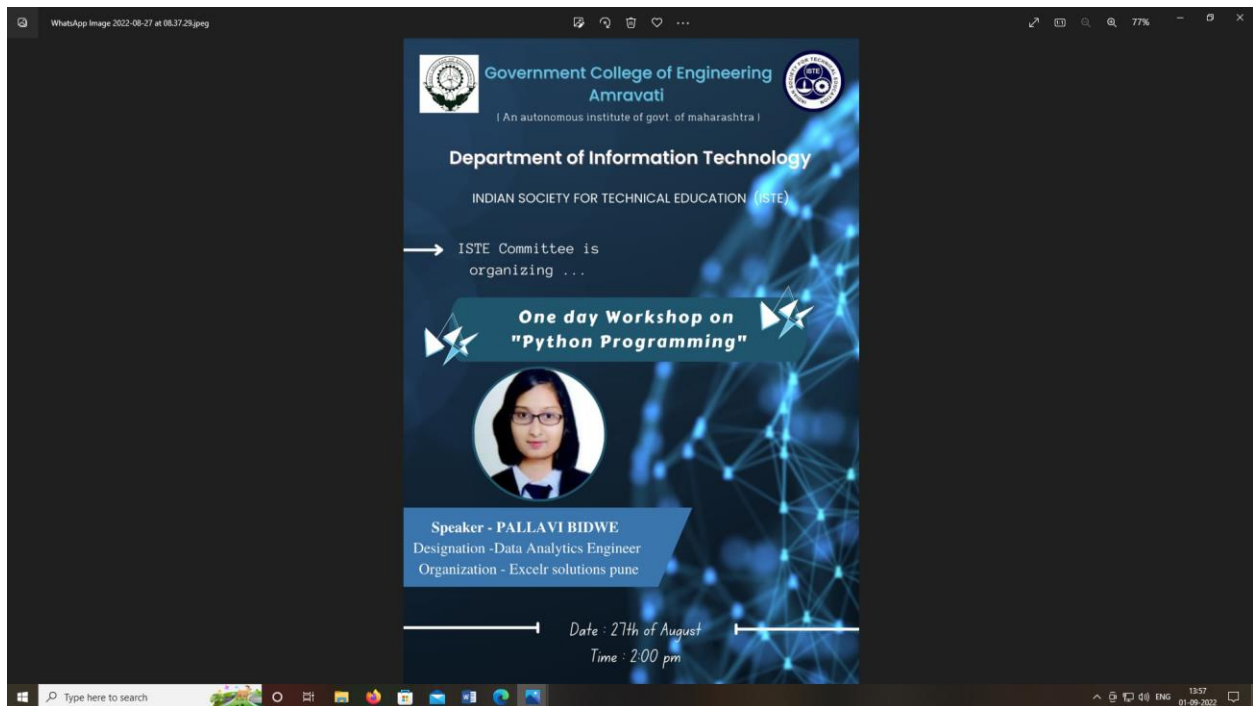 WhatsApp Image 2022-08-27 at 08.37.29.jpeg
77%
Government College of Engineering
Amravati
( An autonomous institute of govt. of maharashtra )
Department of Information Technology
INDIAN SOCIETY FOR TECHNICAL EDUCATION (ISTE)
ISTE Committee is
organizing ...
One day Workshop on
"Python Programming"
Speaker - PALLAVI BIDWE
Designation -Data Analytics Engineer
Organization - Excelr solutions pune
Date : 27th of August
Time : 2:00 pm
Type here to search
ENG
13:57
01-09-2022